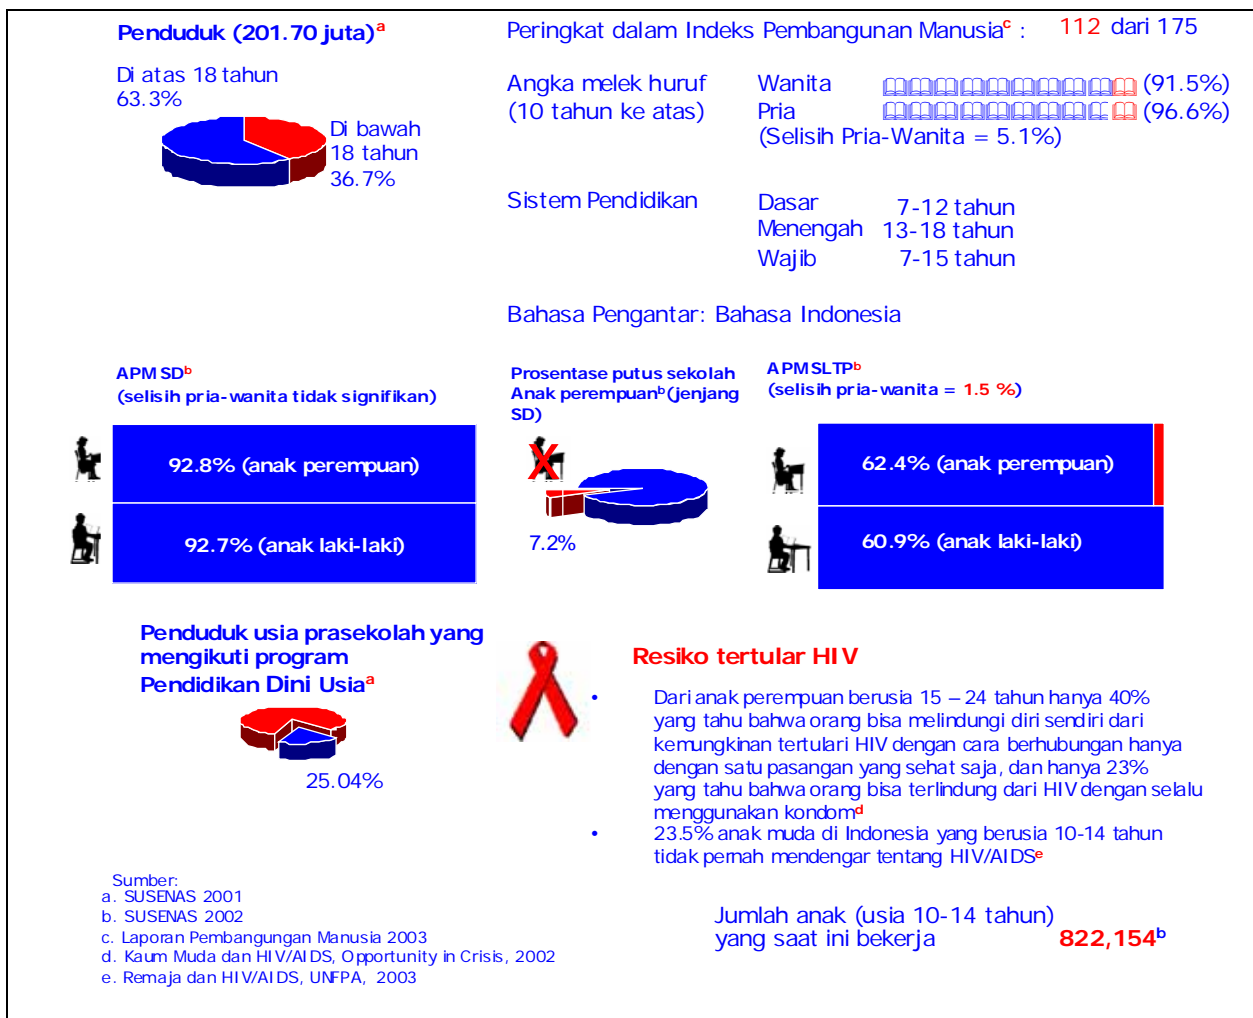 Penduduk (201.70 juta)a
Di atas 18 tahun
63.3%
Di bawah
18 tahun
36.7%
Peringkat dalam Indeks Pembangunan Manusiac : 112 dari 175
Angka melek huruf
(10 tahun ke atas)
Wanita (91.5%)
Pria (96.6%)
(Selisih Pria-Wanita = 5.1%)
Sistem Pendidikan
Dasar 7-12 tahun
Menengah 13-18 tahun
Wajib 7-15 tahun
Bahasa Pengantar: Bahasa Indonesia
APM SDb
(selisih pria-wanita tidak signifikan)
92.8% (anak perempuan)
92.7% (anak laki-laki)
Prosentase putus sekolah
Anak perempuanb (jenjang
SD)
X
7.2%
APM SLTPb
(selisih pria-wanita = 1.5 %)
62.4% (anak perempuan)
60.9% (anak laki-laki)
Penduduk usia prasekolah yang
mengikuti program
Pendidikan Dini Usiaa
25.04%
Resiko tertular HIV
• Dari anak perempuan berusia 15 – 24 tahun hanya 40%
yang tahu bahwa orang bisa melindungi diri sendiri dari
kemungkinan tertulari HIV dengan cara berhubungan hanya
dengan satu pasangan yang sehat saja, dan hanya 23%
yang tahu bahwa orang bisa terlindung dari HIV dengan selalu
menggunakan kondomd
• 23.5% anak muda di Indonesia yang berusia 10-14 tahun
tidak pernah mendengar tentang HIV/AIDSe
Sumber:
a. SUSENAS 2001
b. SUSENAS 2002
c. Laporan Pembangungan Manusia 2003
d. Kaum Muda dan HIV/AIDS, Opportunity in Crisis, 2002
e. Remaja dan HIV/AIDS, UNFPA, 2003
Jumlah anak (usia 10-14 tahun)
yang saat ini bekerja 822,154b